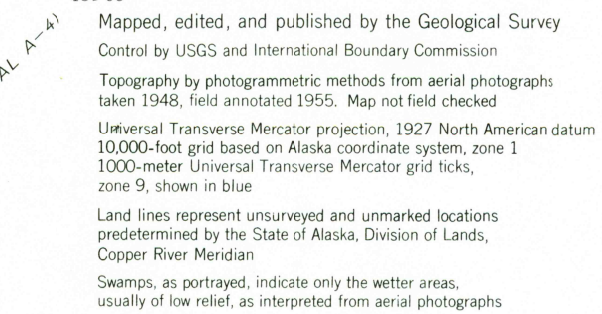 AL A-4)
Mapped, edited, and published by the Geological Survey
Control by USGS and International Boundary Commission
Topography by photogrammetric methods from aerial photographs
taken 1948, field annotated 1955. Map not field checked
Universal Transverse Mercator projection, 1927 North American datum
10,000-foot grid based on Alaska coordinate system, zone 1
1000-meter Universal Transverse Mercator grid ticks,
zone 9, shown in blue
Land lines represent unsurveyed and unmarked locations
predetermined by the State of Alaska, Division of Lands,
Copper River Meridian
Swamps, as portrayed, indicate only the wetter areas,
usually of low relief, as interpreted from aerial photographs